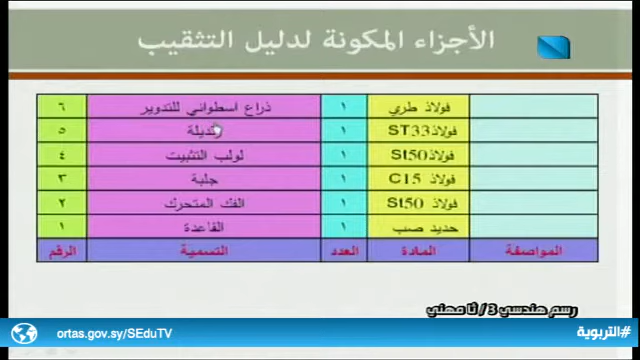 الأجزاء المكونة لدليل التثقيب
فولاذ طري ١ ذراع اسطواني للتدوير ٦
فولاذ ST33 ١ ٥
فولاذ St50 ١ لولب التثبيت ٤
فولاذ C15 ١ جلبة ٣
فولاذ St50 ١ الفك المتحرك ٢
حديد صب ١ القاعدة ١
المواصفة المادة العدد التسمية الرقم
رسم هندسي 3 / ثا مهني
#التربوية
ortas.gov.sy/SEduTV